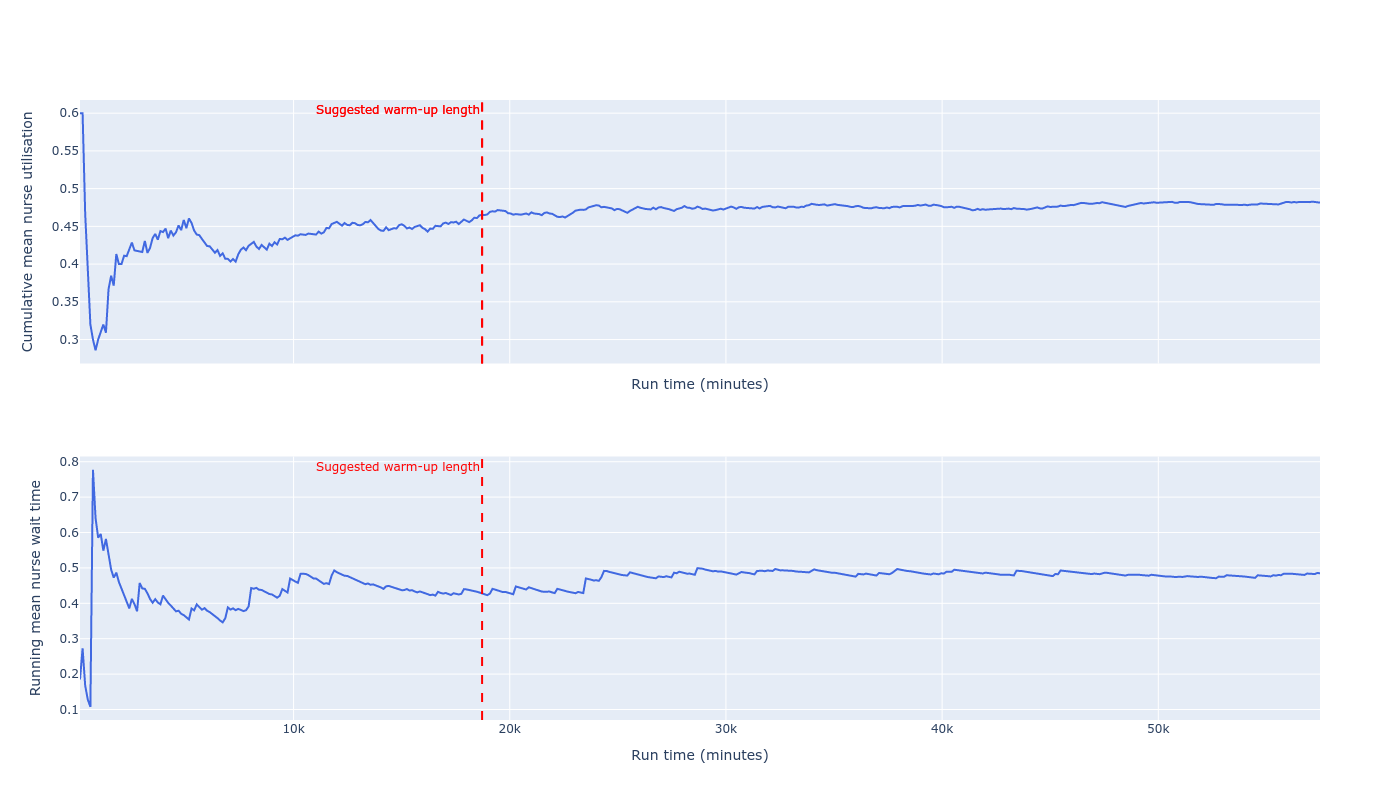 Cumulative mean nurse utilisation
0.6
0.55
0.5
0.45
0.4
0.35
0.3
Suggested warm-up length
Run time (minutes)
Running mean nurse wait time
0.8
0.7
0.6
0.5
0.4
0.3
0.2
0.1
Suggested warm-up length
10k 20k 30k 40k 50k
Run time (minutes)